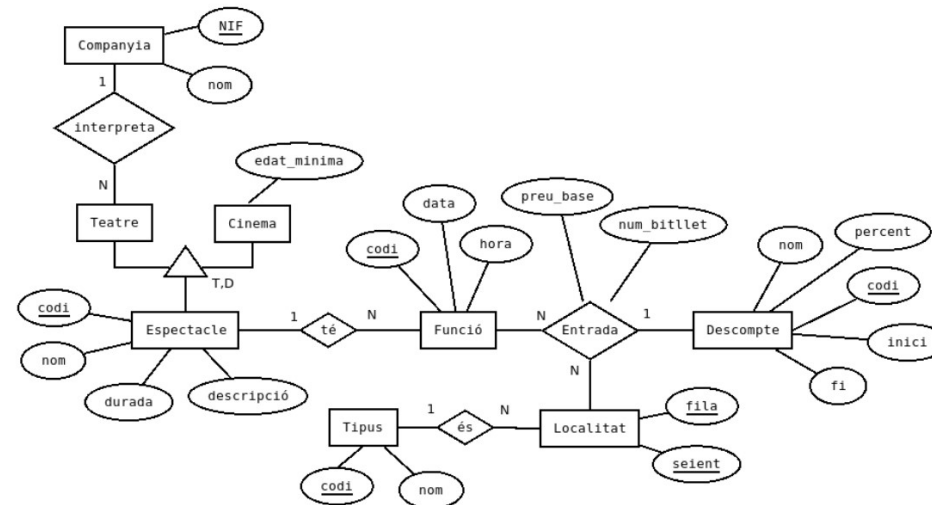 NIF
Companyia
nom
1
interpreta
N
edat_minima
Teatre
Cinema
data
preu_base
num_bitllet
codi
hora
nom
percent
T,D
codi
codi
Espectacle
1
té
N
Funció
N
Entrada
1
Descompte
inici
nom
durada
descripció
N
fi
Tipus
1
és
N
Localitat
fila
seient
codi
nom